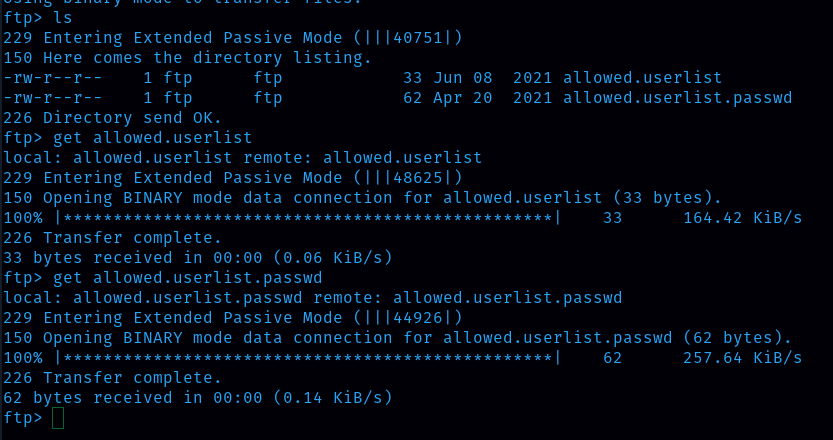 Using binary mode to transfer files.
ftp> ls
229 Entering Extended Passive Mode (|||40751|)
150 Here comes the directory listing.
-rw-r--r--    1 ftp      ftp            33 Jun 08  2021 allowed.userlist
-rw-r--r--    1 ftp      ftp            62 Apr 20  2021 allowed.userlist.passwd
226 Directory send OK.
ftp> get allowed.userlist
local: allowed.userlist remote: allowed.userlist
229 Entering Extended Passive Mode (|||48625|)
150 Opening BINARY mode data connection for allowed.userlist (33 bytes).
100% |*************************************************|    33      164.42 KiB/s
226 Transfer complete.
33 bytes received in 00:00 (0.06 KiB/s)
ftp> get allowed.userlist.passwd
local: allowed.userlist.passwd remote: allowed.userlist.passwd
229 Entering Extended Passive Mode (|||44926|)
150 Opening BINARY mode data connection for allowed.userlist.passwd (62 bytes).
100% |*************************************************|    62      257.64 KiB/s
226 Transfer complete.
62 bytes received in 00:00 (0.14 KiB/s)
ftp>